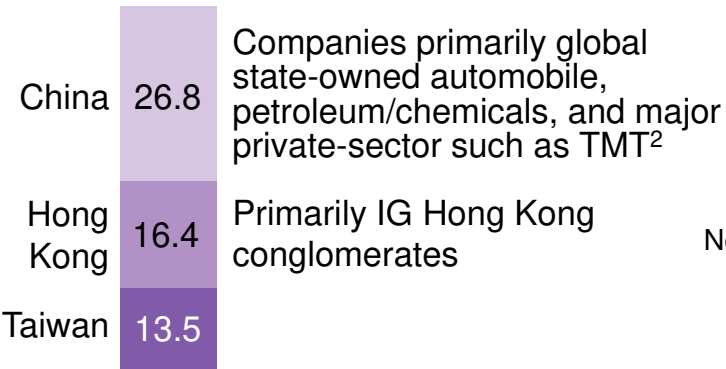 China 26.8 Companies primarily global
state-owned automobile,
petroleum/chemicals, and major
private-sector such as TMT²
Hong
Kong 16.4 Primarily IG Hong Kong
conglomerates
Taiwan 13.5